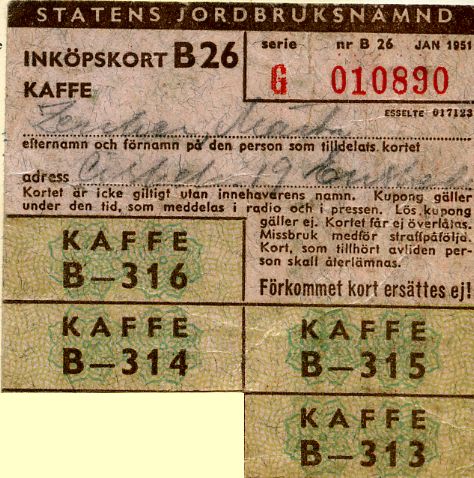 STATENS JORDBRUKSNÄMND
INKÖPSKORT B 26
KAFFE
serie nr B 26 JAN 1951
G 010890
ESSELTE 017123
efternamn och förnamn på den person som tilldelats kortet
adress 19
Kortet är icke giltigt utan innehavarens namn. Kupong gäller
under den tid, som meddelas i radio och i pressen. Lös kupong
gäller ej. Kortet får ej överlåtas.
Missbruk medför straffpåföljd.
Kort, som tillhört avliden per-
son skall återlämnas.
Förkommet kort ersättes ej!
KAFFE
B—316
KAFFE
B—314
KAFFE
B—315
KAFFE
B—313